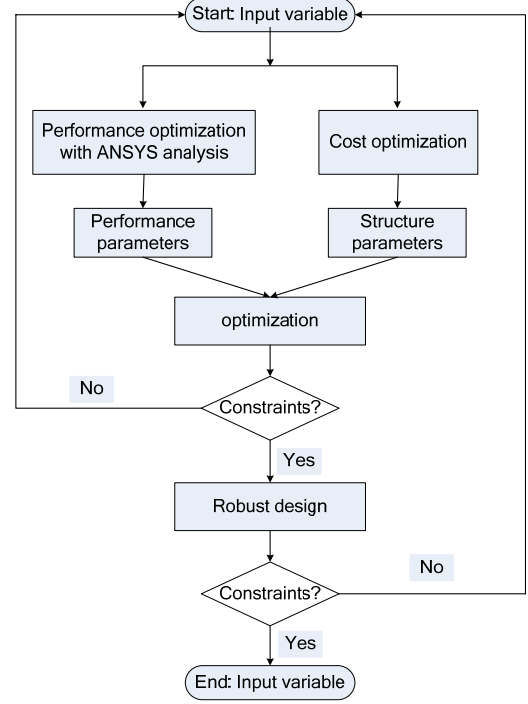 Start: Input variable
Performance optimization
with ANSYS analysis
Cost optimization
Performance
parameters
Structure
parameters
optimization
No
Constraints?
Yes
Robust design
No
Constraints?
Yes
End: Input variable